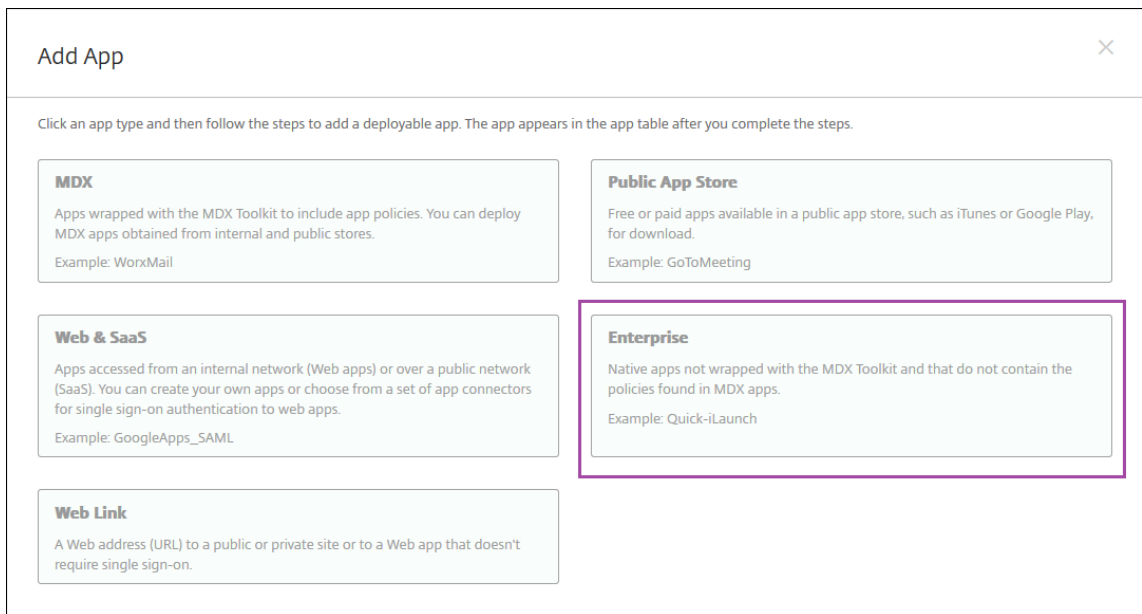 Add App
Click an app type and then follow the steps to add a deployable app. The app appears in the app table after you complete the steps.
MDX
Apps wrapped with the MDX Toolkit to include app policies. You can deploy
MDX apps obtained from internal and public stores.
Example: WorxMail
Public App Store
Free or paid apps available in a public app store, such as iTunes or Google Play,
for download.
Example: GoToMeeting
Web & SaaS
Apps accessed from an internal network (Web apps) or over a public network
(SaaS). You can create your own apps or choose from a set of app connectors
for single sign-on authentication to web apps.
Example: GoogleApps_SAML
Enterprise
Native apps not wrapped with the MDX Toolkit and that do not contain the
policies found in MDX apps.
Example: Quick-iLaunch
Web Link
A Web address (URL) to a public or private site or to a Web app that doesn't
require single sign-on.